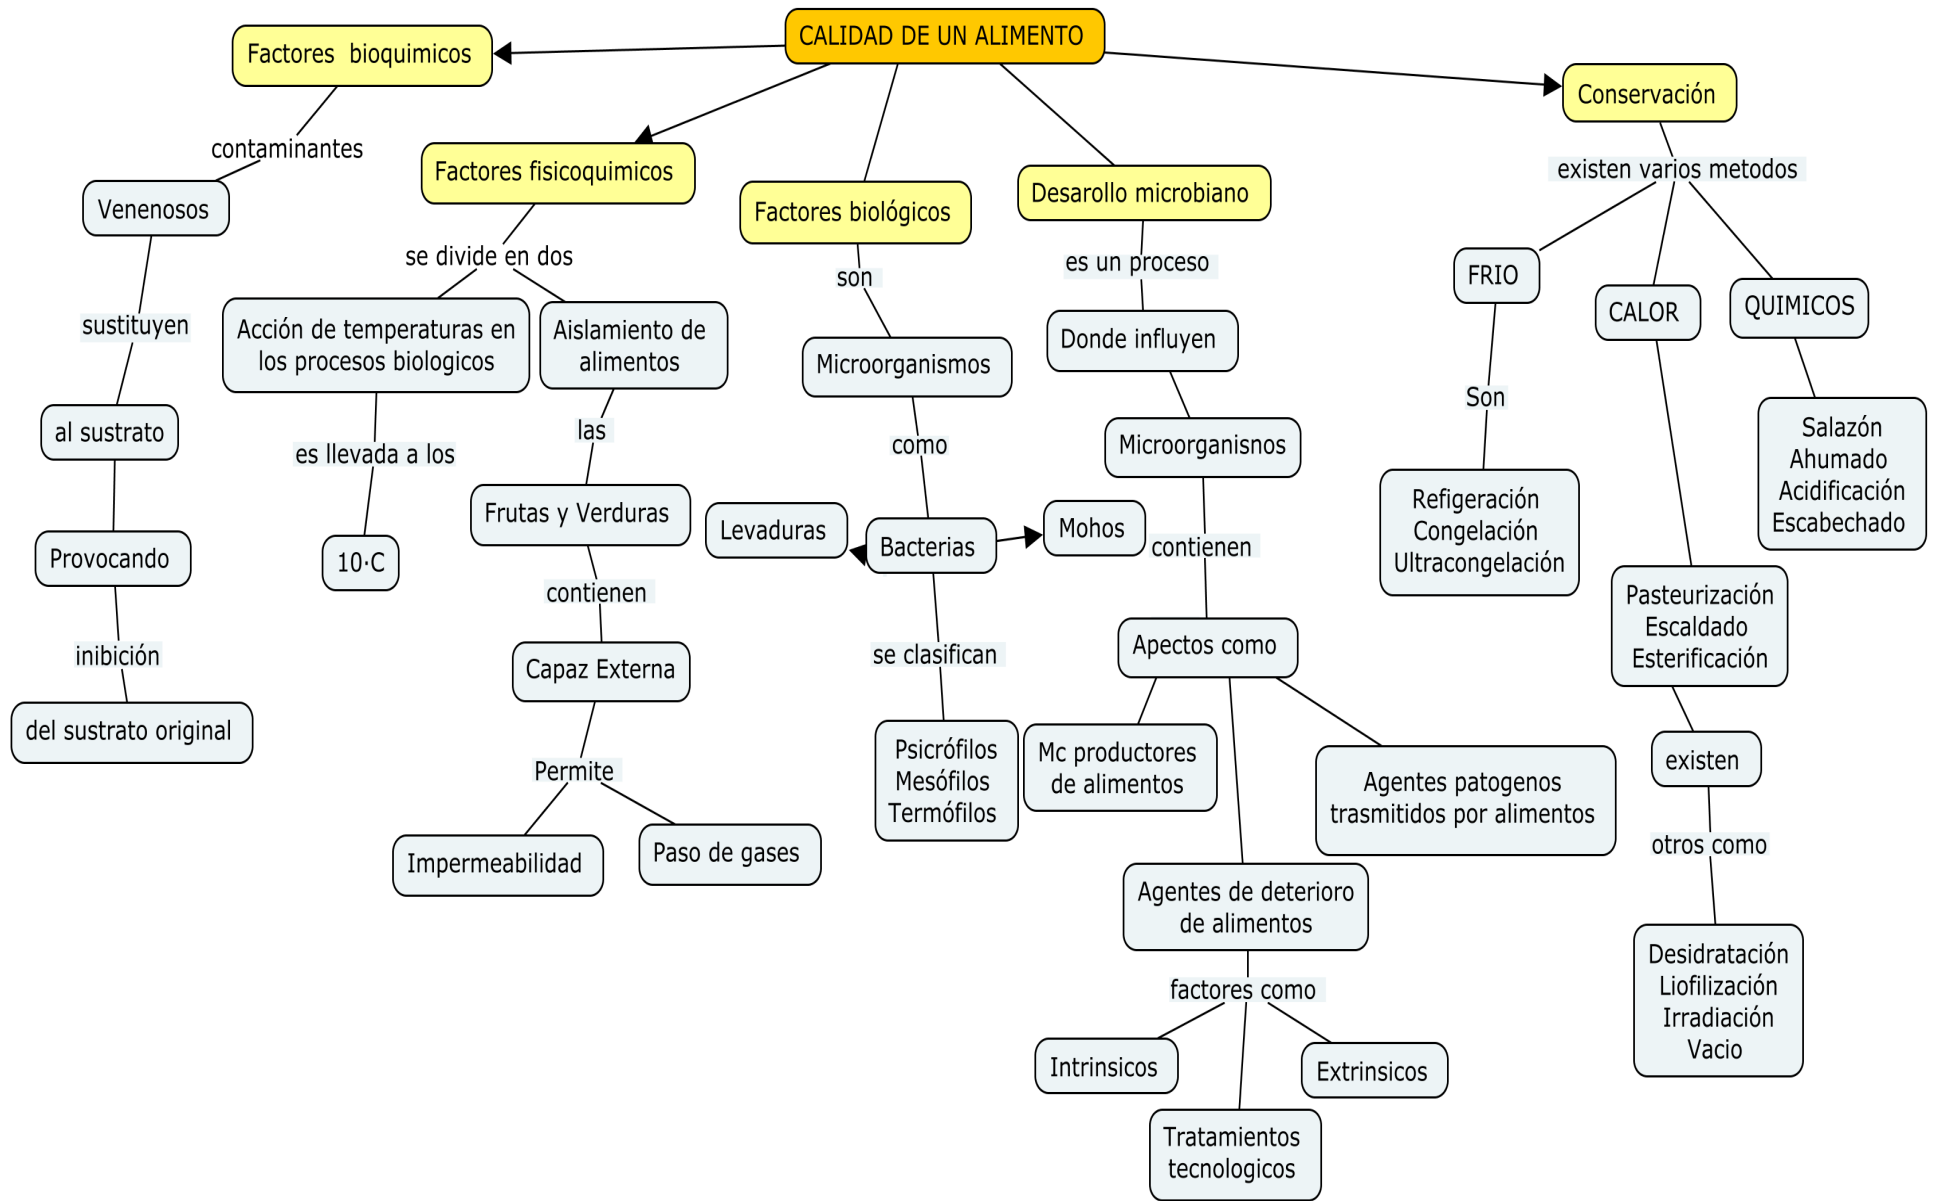 CALIDAD DE UN ALIMENTO
Factores bioquimicos
contaminantes
Venenosos
sustituyen
al sustrato
Provocando
inibición
del sustrato original
Factores fisicoquimicos
se divide en dos
Acción de temperaturas en
los procesos biologicos
es llevada a los
10·C
Aislamiento de
alimentos
las
Frutas y Verduras
contienen
Capaz Externa
Permite
Impermeabilidad
Paso de gases
Factores biológicos
son
Microorganismos
como
Levaduras
Bacterias
Mohos
se clasifican
Psicrófilos
Mesófilos
Termófilos
Desarollo microbiano
es un proceso
Donde influyen
Microorganisnos
contienen
Apectos como
Mc productores
de alimentos
Agentes de deterioro
de alimentos
factores como
Intrinsicos
Tratamientos
tecnologicos
Extrinsicos
Agentes patogenos
trasmitidos por alimentos
Conservación
existen varios metodos
FRIO
Son
Refigeración
Congelación
Ultracongelación
CALOR
Pasteurización
Escaldado
Esterificación
existen
otros como
Desidratación
Liofilización
Irradiación
Vacio
QUIMICOS
Salazón
Ahumado
Acidificación
Escabechado